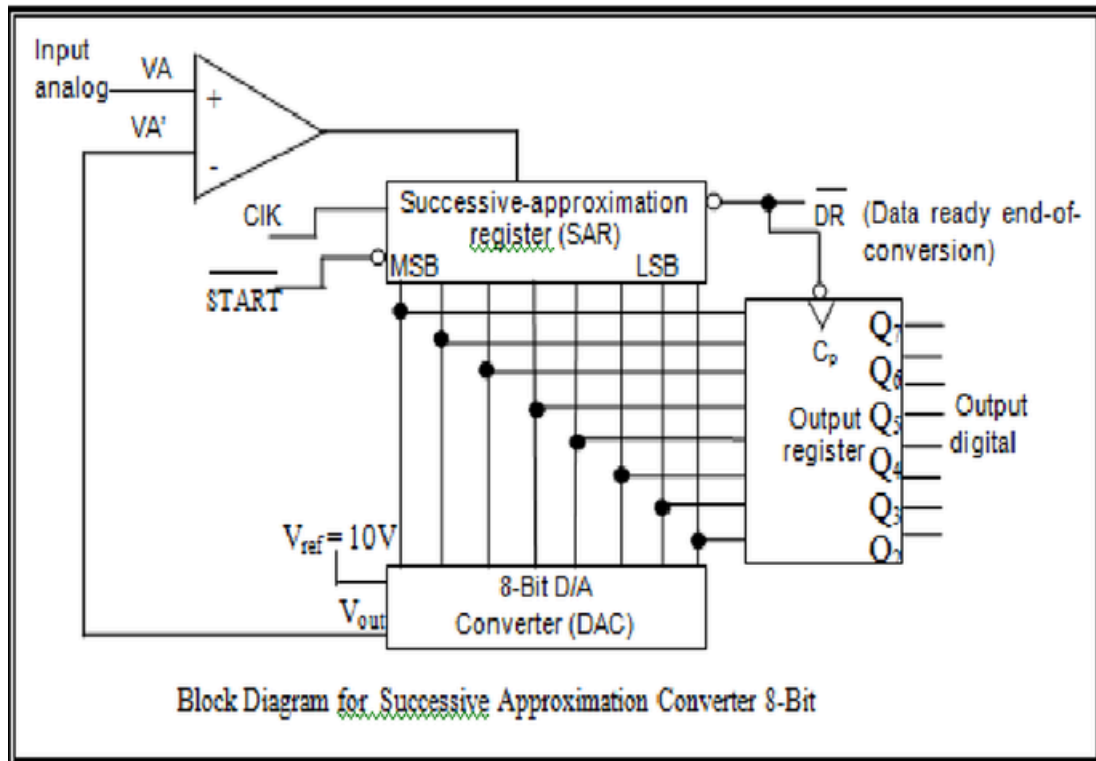 Input
analog
VA
+
VA'
-
ClK
START
Successive-approximation
register (SAR)
MSB
LSB
DR (Data ready end-of-
conversion)
Cp
Q7
Q6
Q5
Q4
Q3
Q2
Output
register
Output
digital
Vref = 10V
Vout
8-Bit D/A
Converter (DAC)
Block Diagram for Successive Approximation Converter 8-Bit